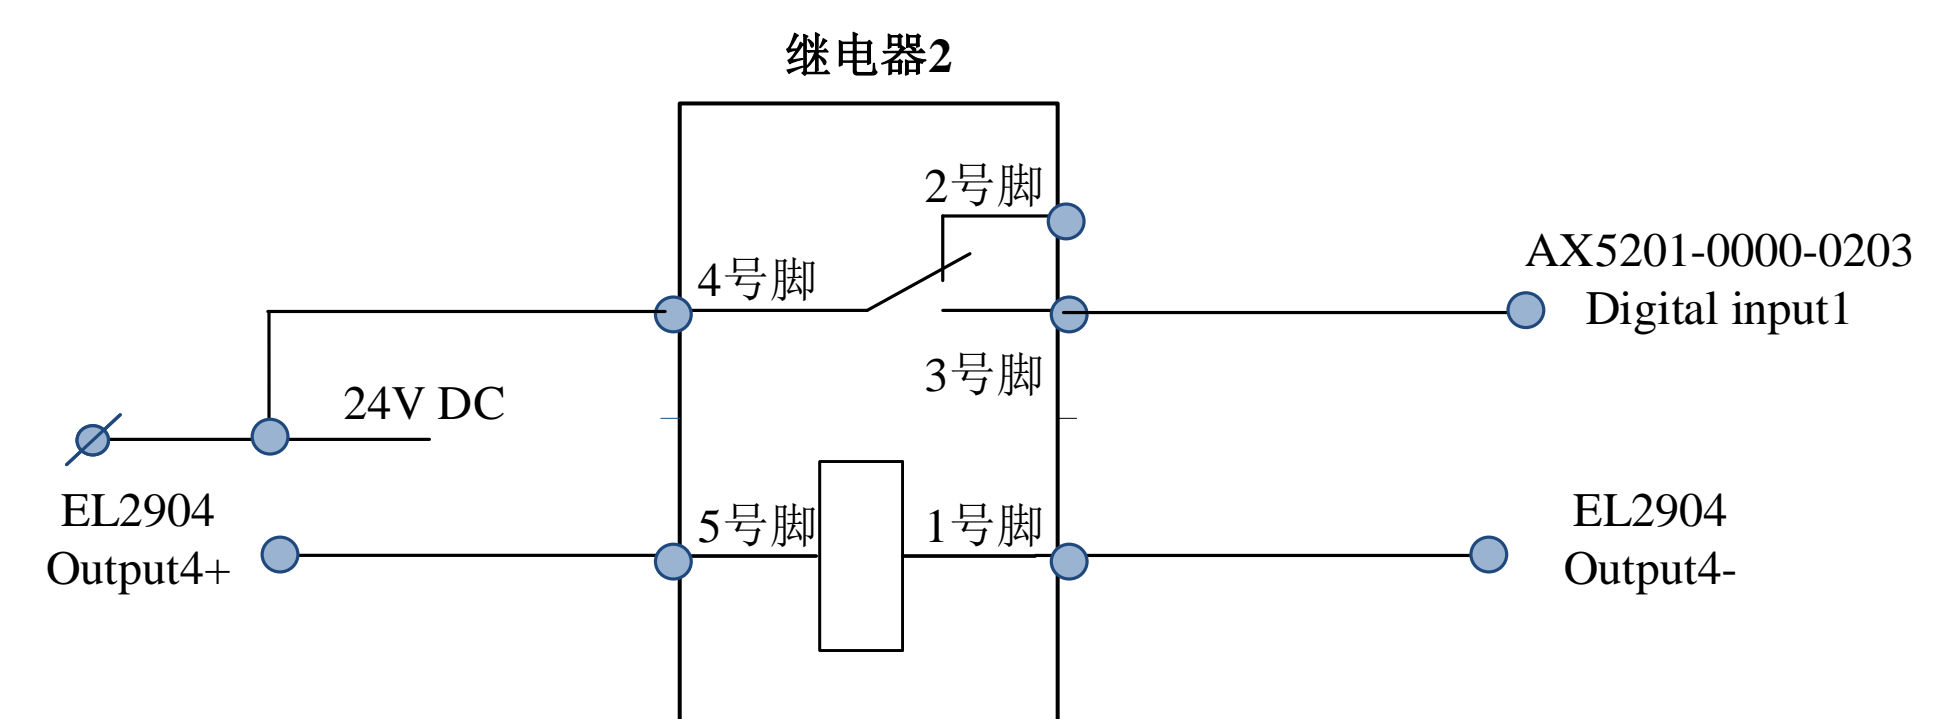 继电器2
2号脚
4号脚
AX5201-0000-0203
Digital input1
3号脚
24V DC
EL2904
Output4+
5号脚
1号脚
EL2904
Output4-